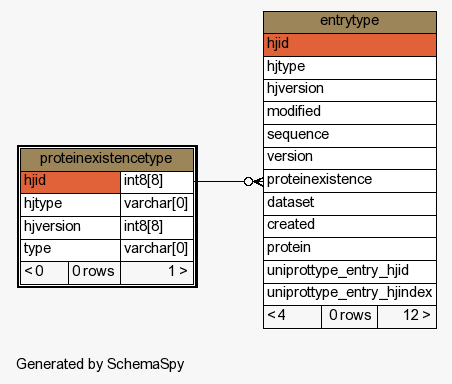 entrytype
hjid
hjtype
hjversion
modified
sequence
version
proteinexistence
dataset
created
protein
uniprottype_entry_hjid
uniprottype_entry_hjindex
< 4 0 rows 12 >
proteinexistencetype
hjid int8[8]
hjtype varchar[0]
hjversion int8[8]
type varchar[0]
< 0 0 rows 1 >
Generated by SchemaSpy